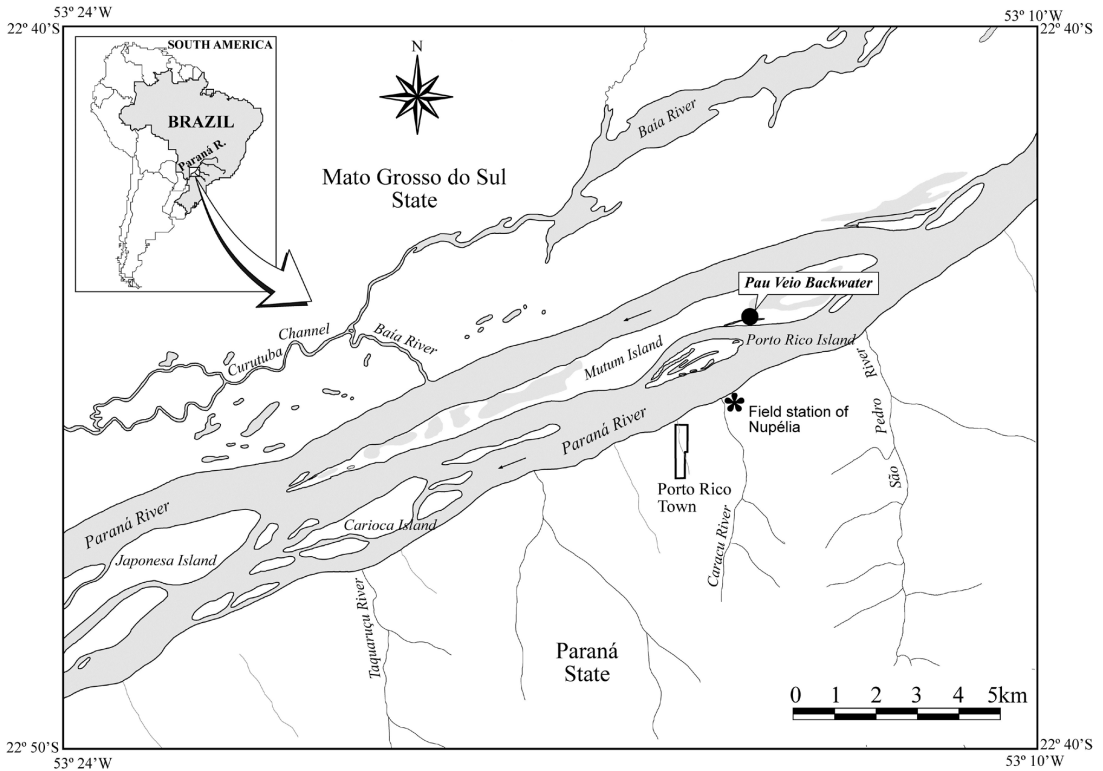 53º 24'W
53º 10'W
22º 40'S
22º 40'S
SOUTH AMERICA
BRAZIL
Paraná R.
N
Mato Grosso do Sul
State
Baía River
Pau Veio Backwater
Curutuba Channel
Baía River
Mutum Island
Porto Rico Island
Paraná River
Field station of
Nupélia
Porto Rico
Town
São Pedro River
Caracu River
Paraná River
Carioca Island
Japonesa Island
Taquaruçu River
Paraná
State
0 1 2 3 4 5km
22º 50'S
22º 40'S
53º 24'W
53º 10'W